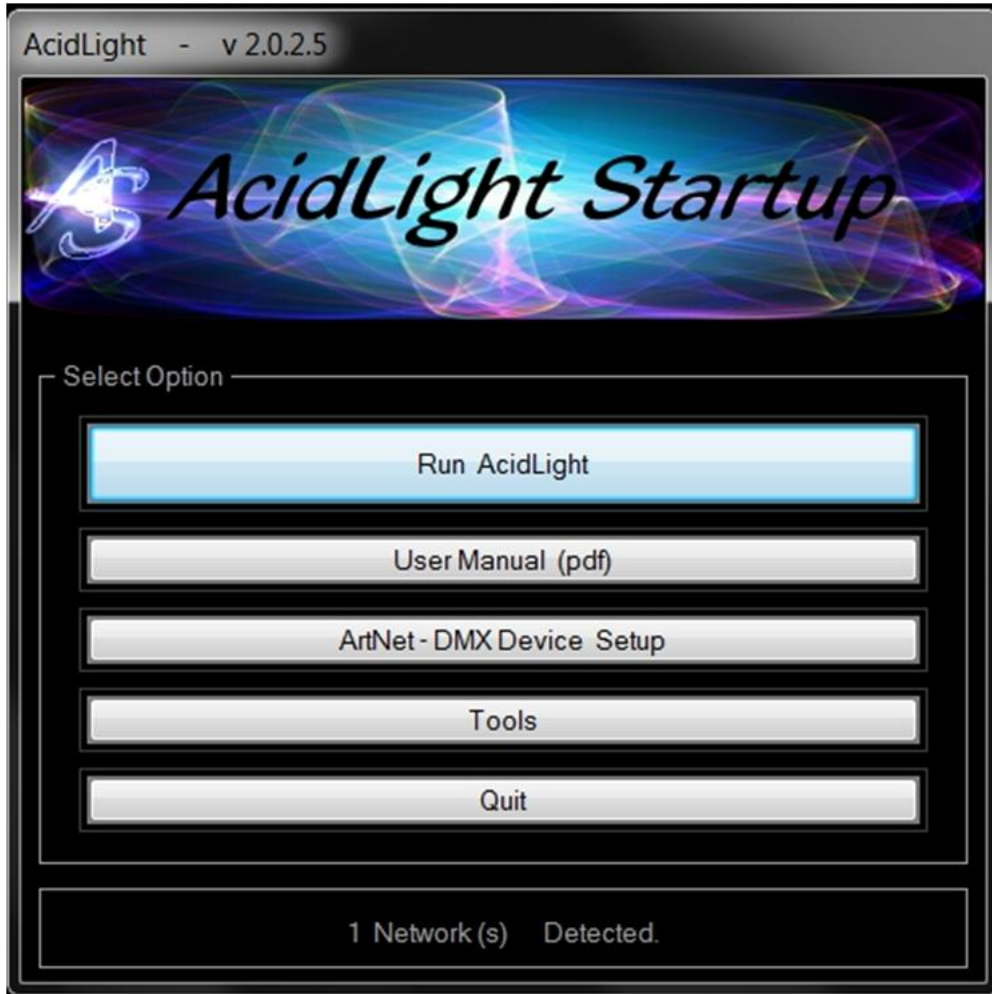 AcidLight - v 2.0.2.5
AcidLight Startup
Select Option
Run AcidLight
User Manual (pdf)
ArtNet - DMX Device Setup
Tools
Quit
1 Network (s) Detected.